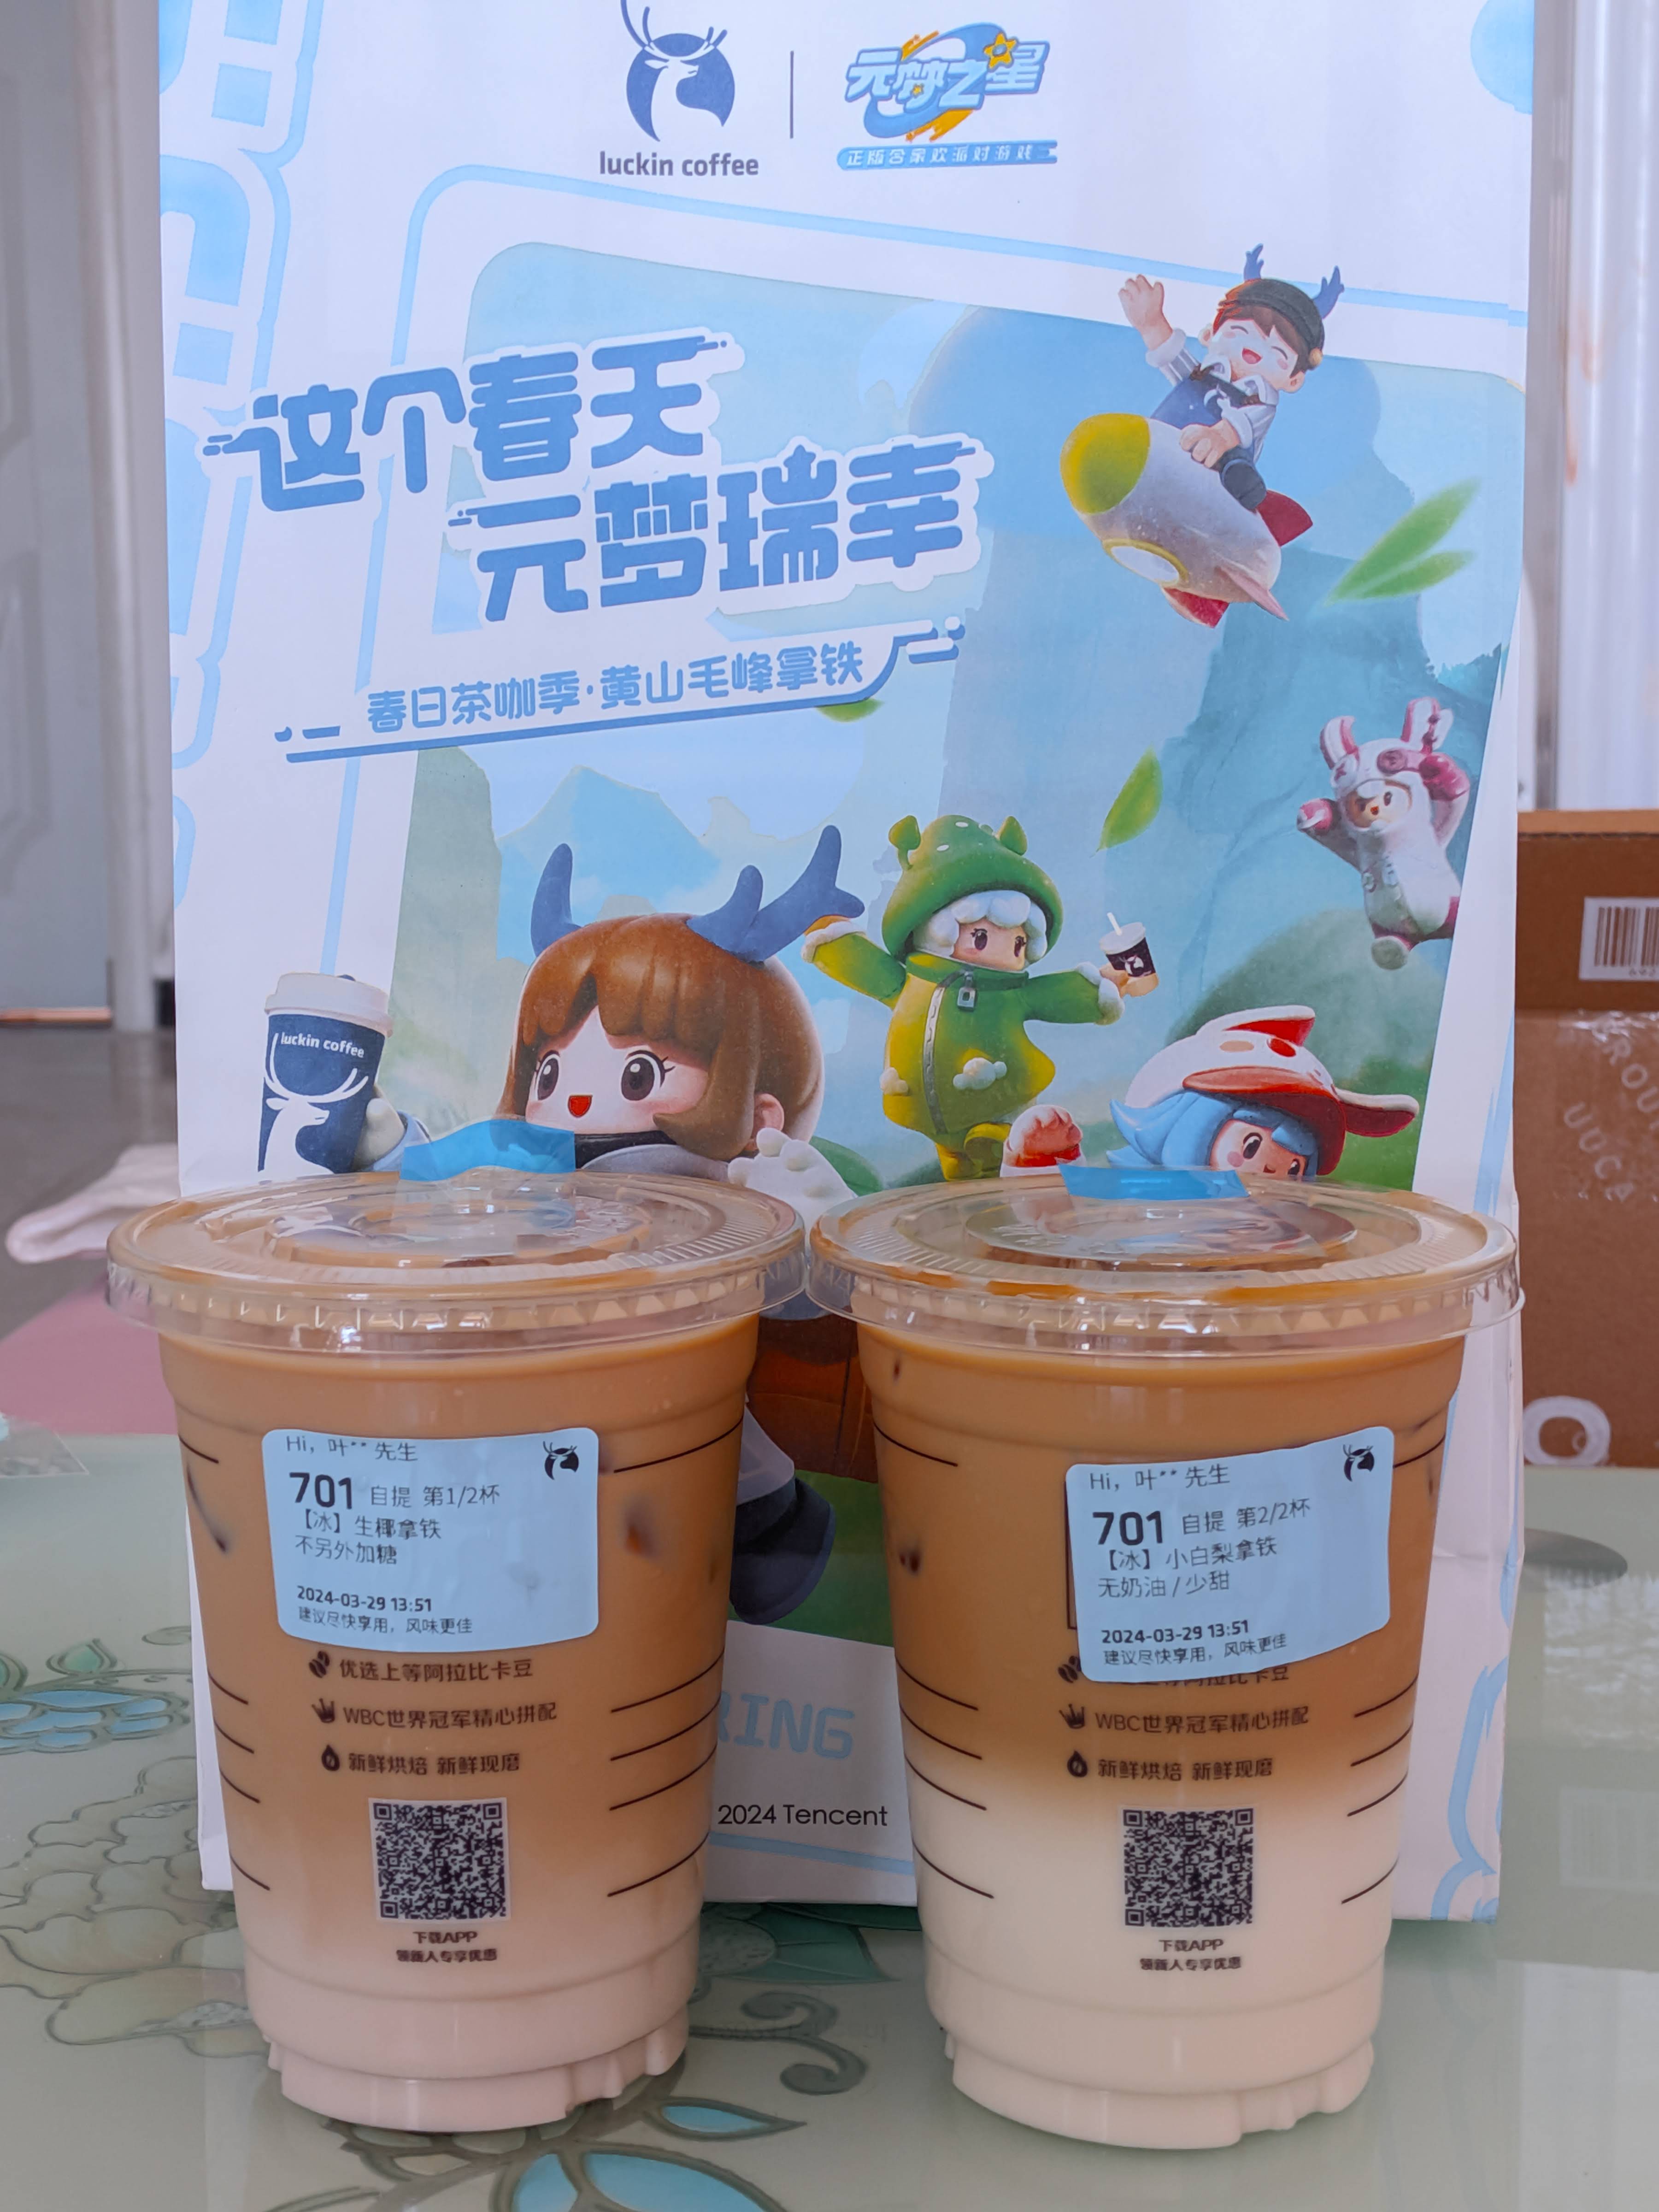 luckin coffee
元梦之星
正版合家欢派对游戏
这个春天
元梦瑞幸
春日茶咖季·黄山毛峰拿铁
luckin coffee
Hi，叶** 先生
701 自提 第1/2杯
【冰】生椰拿铁
不另外加糖
2024-03-29 13:51
建议尽快享用，风味更佳
优选上等阿拉比卡豆
WBC世界冠军精心拼配
新鲜烘焙 新鲜现磨
下载APP
领新人专享优惠
Hi，叶** 先生
701 自提 第2/2杯
【冰】小白梨拿铁
无奶油 / 少甜
2024-03-29 13:51
建议尽快享用，风味更佳
上等阿拉比卡豆
WBC世界冠军精心拼配
新鲜烘焙 新鲜现磨
下载APP
领新人专享优惠
RING
2024 Tencent